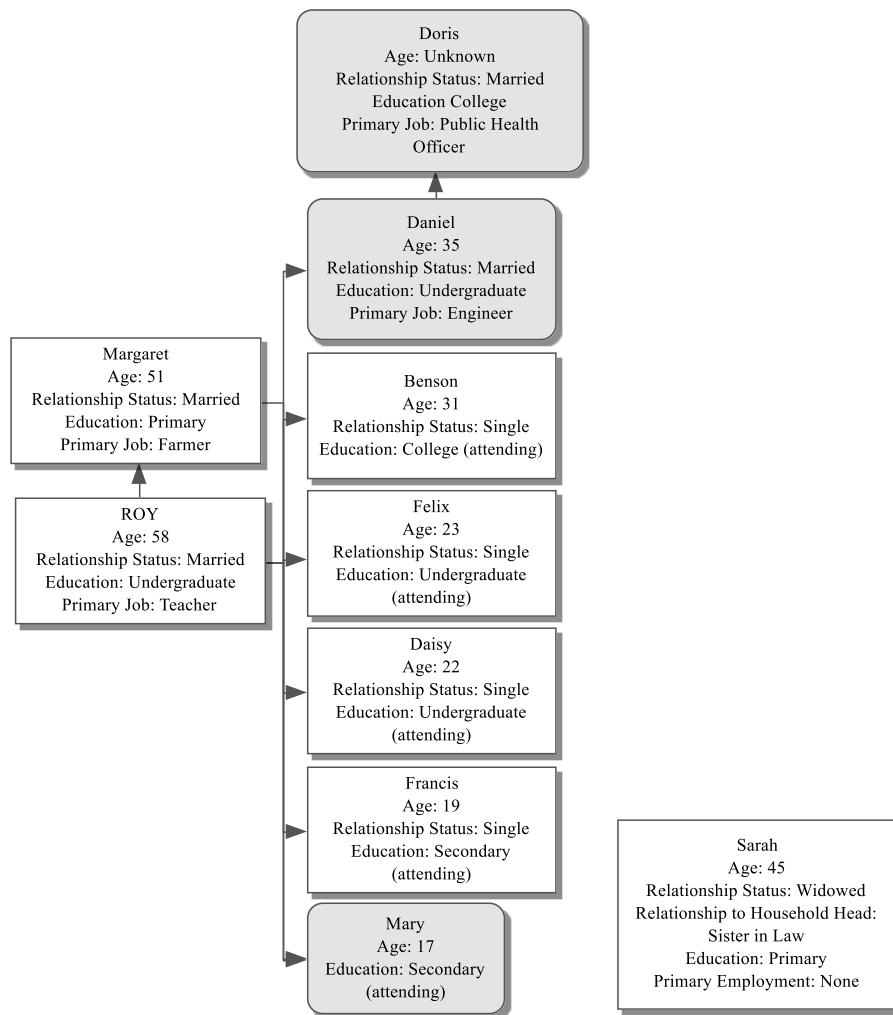 Doris
Age: Unknown
Relationship Status: Married
Education College
Primary Job: Public Health
Officer
Daniel
Age: 35
Relationship Status: Married
Education: Undergraduate
Primary Job: Engineer
Margaret
Age: 51
Relationship Status: Married
Education: Primary
Primary Job: Farmer
Benson
Age: 31
Relationship Status: Single
Education: College (attending)
ROY
Age: 58
Relationship Status: Married
Education: Undergraduate
Primary Job: Teacher
Felix
Age: 23
Relationship Status: Single
Education: Undergraduate
(attending)
Daisy
Age: 22
Relationship Status: Single
Education: Undergraduate
(attending)
Francis
Age: 19
Relationship Status: Single
Education: Secondary
(attending)
Sarah
Age: 45
Relationship Status: Widowed
Relationship to Household Head:
Sister in Law
Education: Primary
Primary Employment: None
Mary
Age: 17
Education: Secondary
(attending)